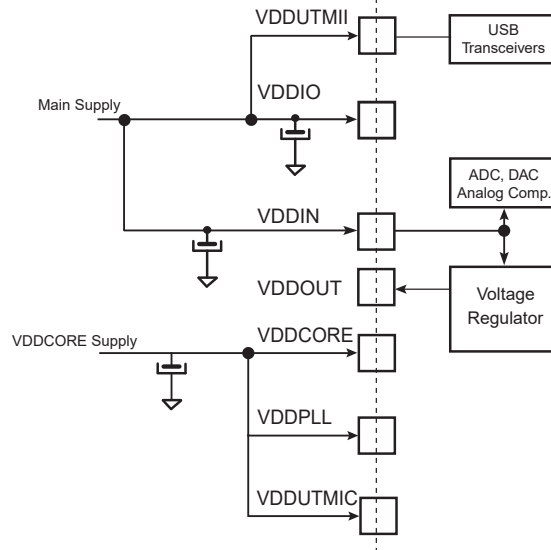 VDDUTMII
USB
Transceivers
VDDIO
Main Supply
ADC, DAC
Analog Comp.
VDDIN
VDDOUT
Voltage
Regulator
VDDCORE
VDDCORE Supply
VDDPLL
VDDUTMIC